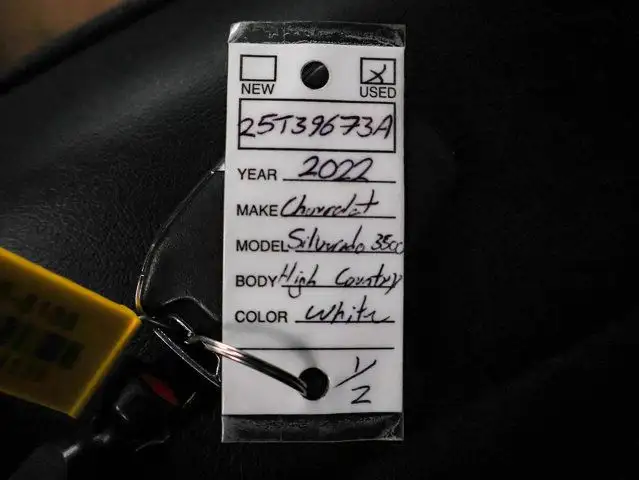 NEW USED
25T39673A
YEAR 2022
MAKE Chevrolet
MODEL Silverado 3500
BODY High Country
COLOR White
1/2